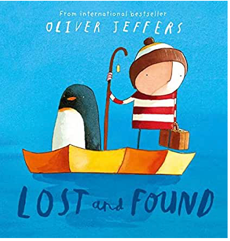 From international bestseller
OLIVER JEFFERS
LOST and FOUND